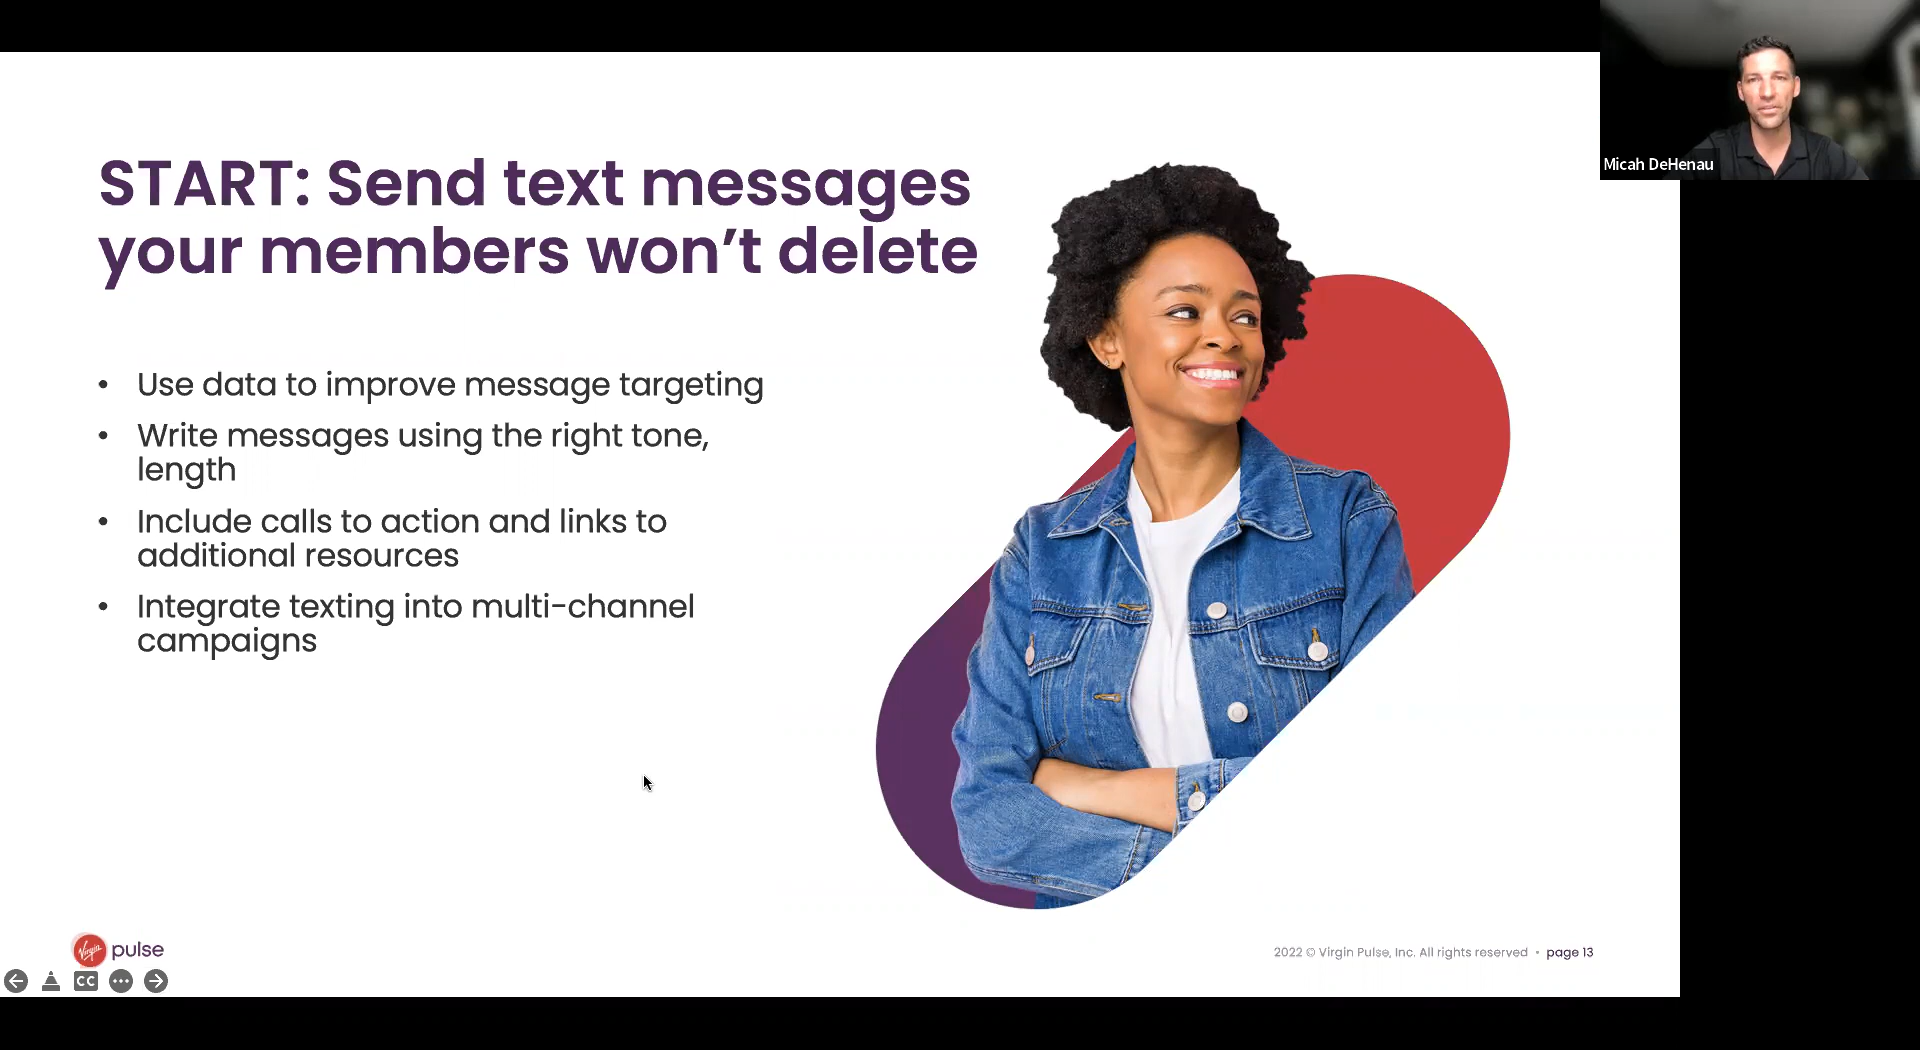 Micah DeHenau
START: Send text messages
your members won’t delete
• Use data to improve message targeting
• Write messages using the right tone,
length
• Include calls to action and links to
additional resources
• Integrate texting into multi-channel
campaigns
Virgin pulse
2022 © Virgin Pulse, Inc. All rights reserved • page 13
CC